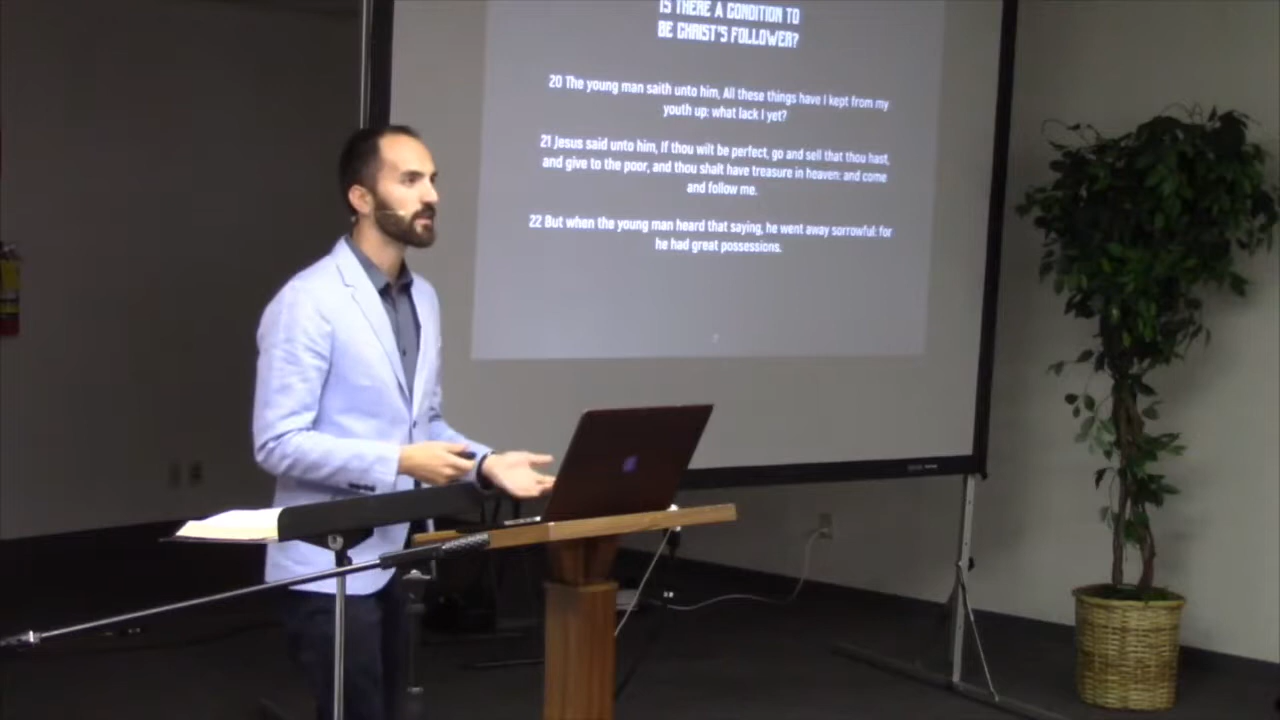 IS THERE A CONDITION TO
BE CHRIST'S FOLLOWER?
20 The young man saith unto him, All these things have I kept from my
youth up: what lack I yet?
21 Jesus said unto him, If thou wilt be perfect, go and sell that thou hast,
and give to the poor, and thou shalt have treasure in heaven: and come
and follow me.
22 But when the young man heard that saying, he went away sorrowful: for
he had great possessions.